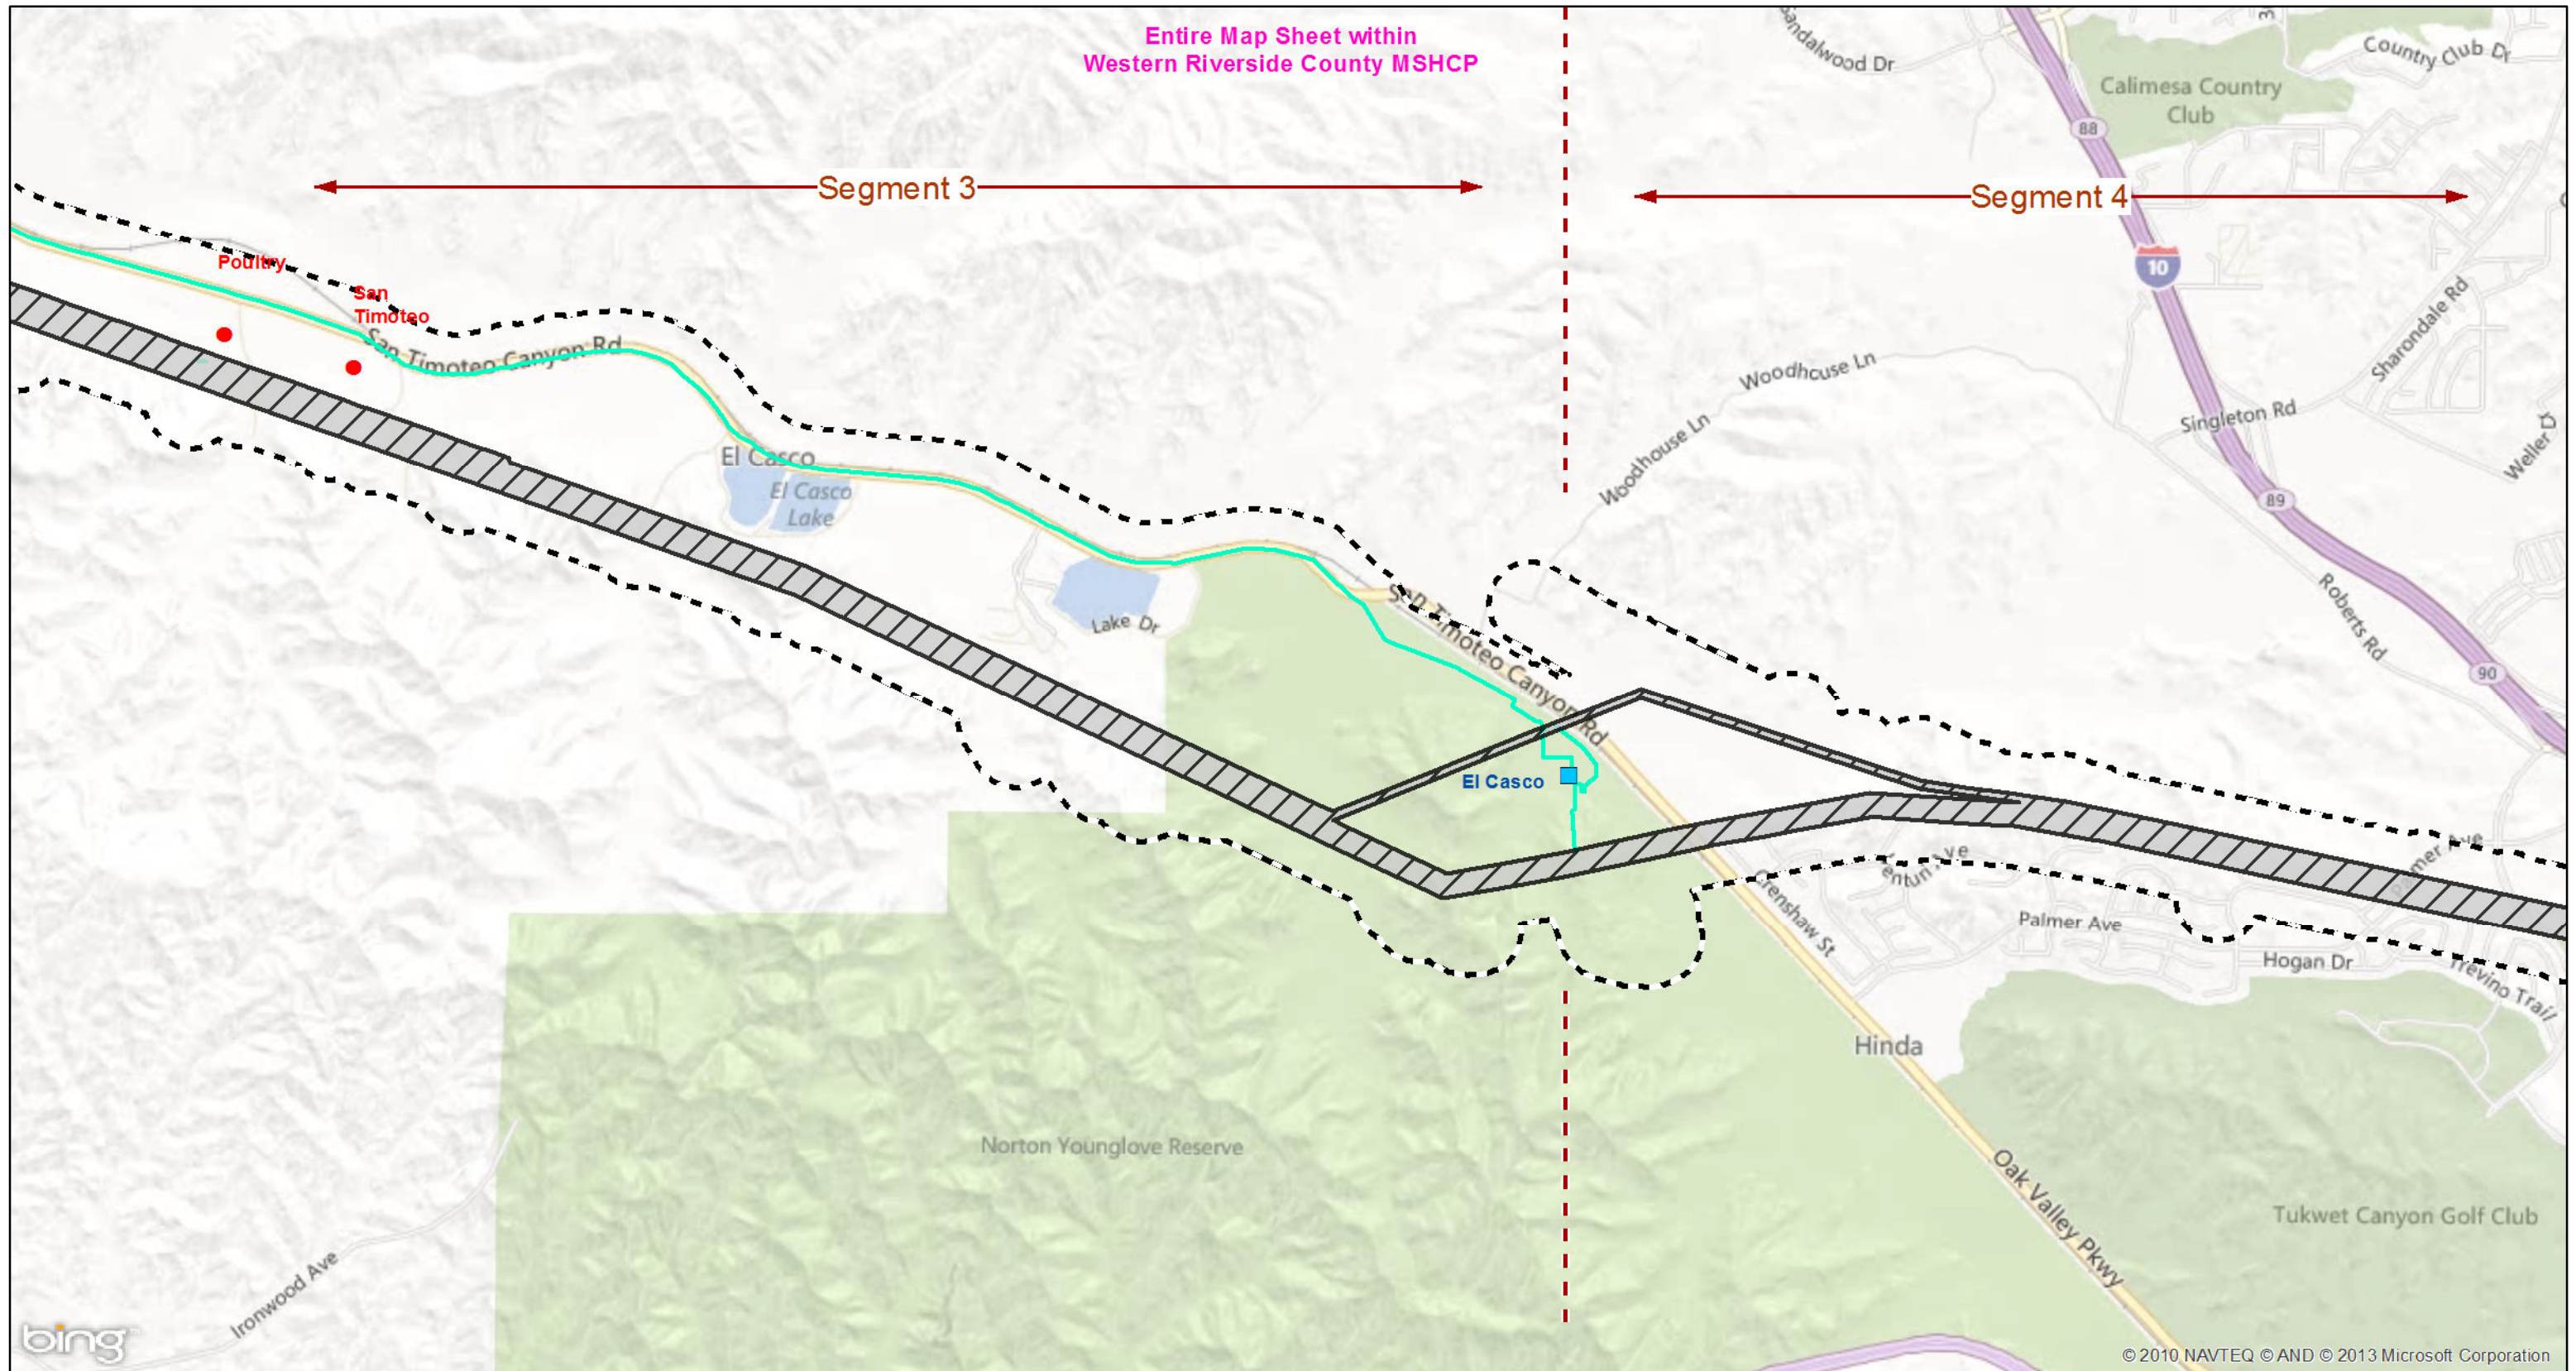 Entire Map Sheet within
Western Riverside County MSHCP
Sandalwood Dr
Country Club Dr
Calimesa Country
Club
88
Segment 3
Segment 4
Poultry
10
San
Timoteo
San Timoteo Canyon Rd
Sharondale Rd
Woodhouse Ln
Woodhouse Ln
Singleton Rd
Weller Dr
El Casco
El Casco
Lake
89
Lake Dr
San Timoteo Canyon Rd
Roberts Rd
90
El Casco
Palmer Ave
Crenshaw St
Palmer Ave
Hogan Dr
Trevino Trail
Hinda
Norton Younglove Reserve
Oak Valley Pkwy
Tukwet Canyon Golf Club
Ironwood Ave
bing
© 2010 NAVTEQ © AND © 2013 Microsoft Corporation